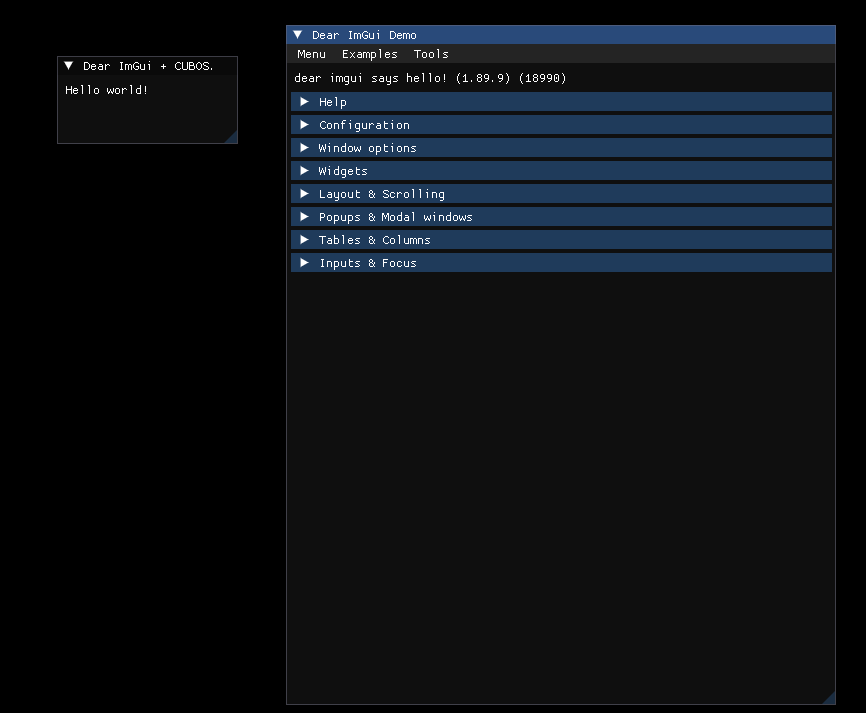 Dear ImGui + CUBOS.
Hello world!
Dear ImGui Demo
Menu Examples Tools
dear imgui says hello! (1.89.9) (18990)
Help
Configuration
Window options
Widgets
Layout & Scrolling
Popups & Modal windows
Tables & Columns
Inputs & Focus